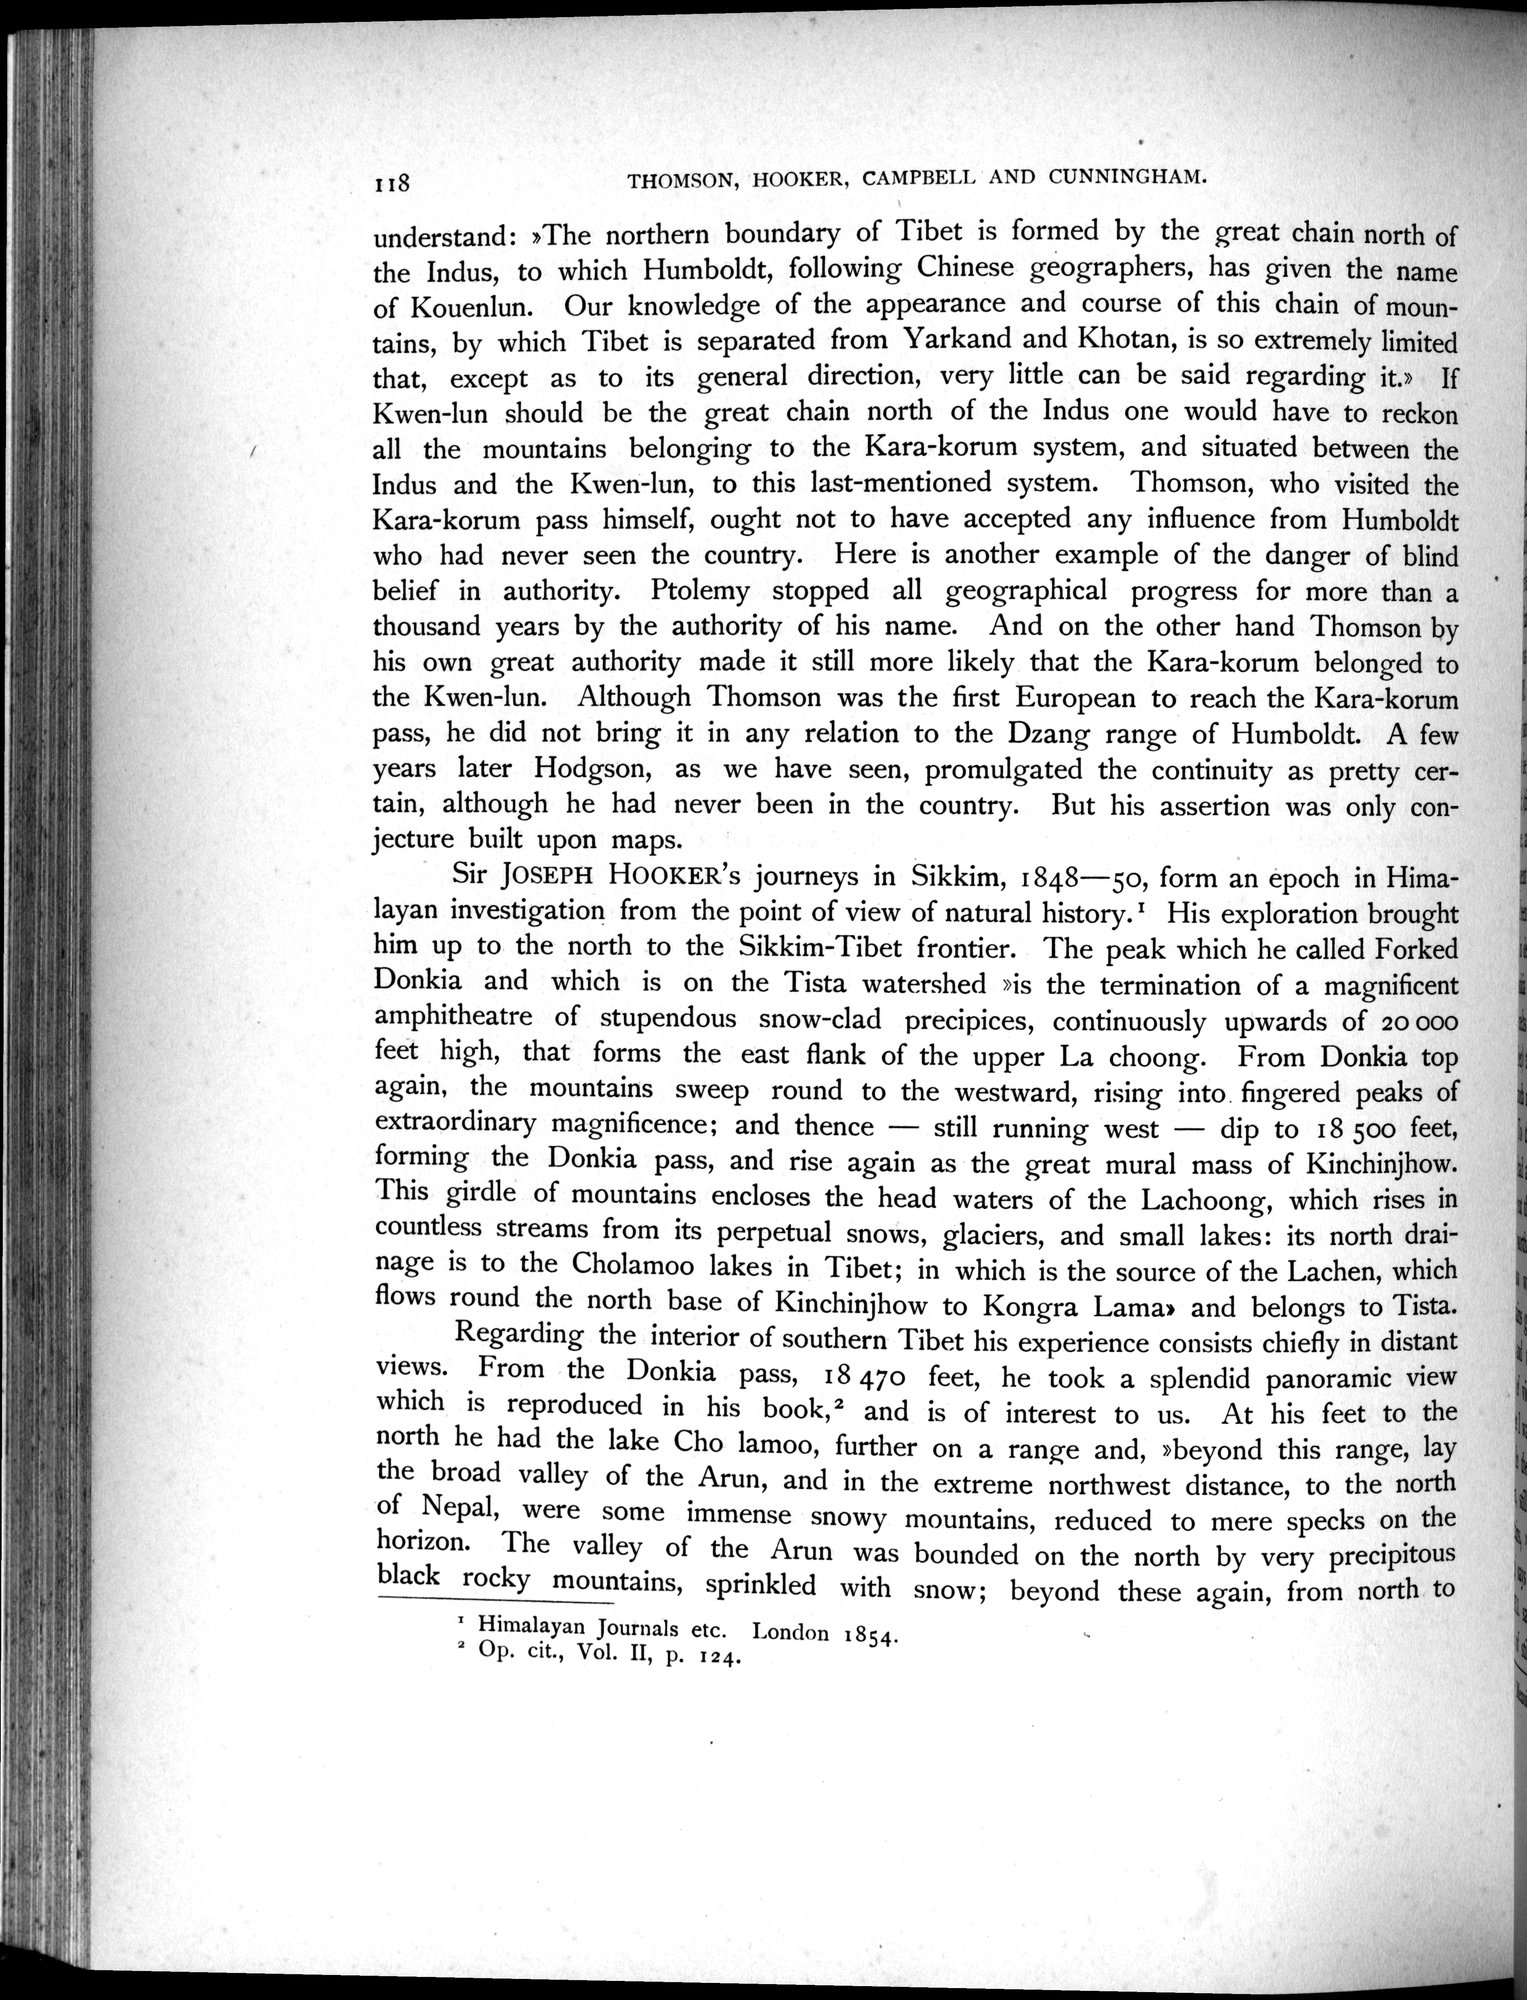 118 THOMSON, HOOKER, CAMPBELL AND CUNNINGHAM.
understand: »The northern boundary of Tibet is formed by the great chain north of
the Indus, to which Humboldt, following Chinese geographers, has given the name
of Kouenlun. Our knowledge of the appearance and course of this chain of moun-
tains, by which Tibet is separated from Yarkand and Khotan, is so extremely limited
that, except as to its general direction, very little can be said regarding it.» If
Kwen-lun should be the great chain north of the Indus one would have to reckon
all the mountains belonging to the Kara-korum system, and situated between the
Indus and the Kwen-lun, to this last-mentioned system. Thomson, who visited the
Kara-korum pass himself, ought not to have accepted any influence from Humboldt
who had never seen the country. Here is another example of the danger of blind
belief in authority. Ptolemy stopped all geographical progress for more than a
thousand years by the authority of his name. And on the other hand Thomson by
his own great authority made it still more likely that the Kara-korum belonged to
the Kwen-lun. Although Thomson was the first European to reach the Kara-korum
pass, he did not bring it in any relation to the Dzang range of Humboldt. A few
years later Hodgson, as we have seen, promulgated the continuity as pretty cer-
tain, although he had never been in the country. But his assertion was only con-
jecture built upon maps.
Sir JOSEPH HOOKER's journeys in Sikkim, 1848—50, form an epoch in Hima-
layan investigation from the point of view of natural history.¹ His exploration brought
him up to the north to the Sikkim-Tibet frontier. The peak which he called Forked
Donkia and which is on the Tista watershed »is the termination of a magnificent
amphitheatre of stupendous snow-clad precipices, continuously upwards of 20 000
feet high, that forms the east flank of the upper La choong. From Donkia top
again, the mountains sweep round to the westward, rising into fingered peaks of
extraordinary magnificence; and thence — still running west — dip to 18 500 feet,
forming the Donkia pass, and rise again as the great mural mass of Kinchinjhow.
This girdle of mountains encloses the head waters of the Lachoong, which rises in
countless streams from its perpetual snows, glaciers, and small lakes: its north drai-
nage is to the Cholamoo lakes in Tibet; in which is the source of the Lachen, which
flows round the north base of Kinchinjhow to Kongra Lama» and belongs to Tista.
Regarding the interior of southern Tibet his experience consists chiefly in distant
views. From the Donkia pass, 18 470 feet, he took a splendid panoramic view
which is reproduced in his book,² and is of interest to us. At his feet to the
north he had the lake Cho lamoo, further on a range and, »beyond this range, lay
the broad valley of the Arun, and in the extreme northwest distance, to the north
of Nepal, were some immense snowy mountains, reduced to mere specks on the
horizon. The valley of the Arun was bounded on the north by very precipitous
black rocky mountains, sprinkled with snow; beyond these again, from north to
¹ Himalayan Journals etc. London 1854.
² Op. cit., Vol. II, p. 124.